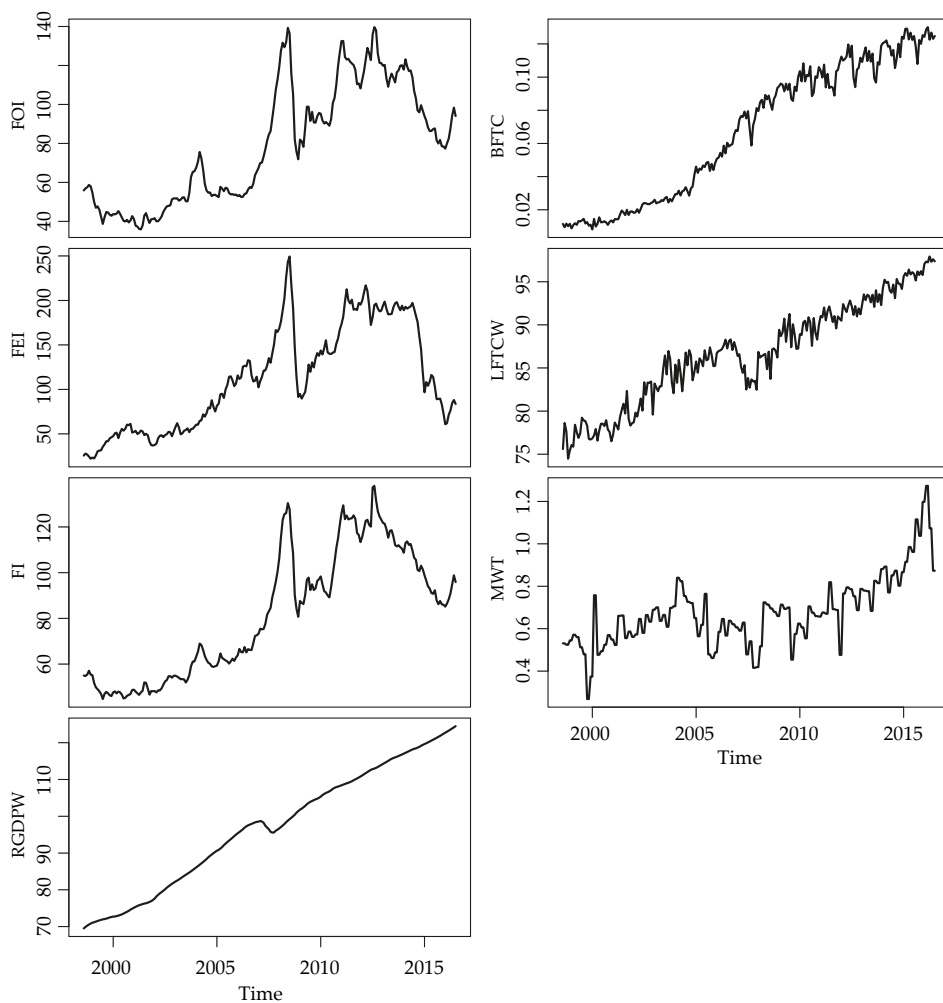 FOI
40 60 80 100 140
FEI
50 100 150 200 250
FI
60 80 100 120
RGDPW
70 80 90 110
2000 2005 2010 2015
Time
BFTC
0.02 0.06 0.10
LFTCW
75 80 85 90 95
MWT
0.4 0.6 0.8 1.0 1.2
2000 2005 2010 2015
Time